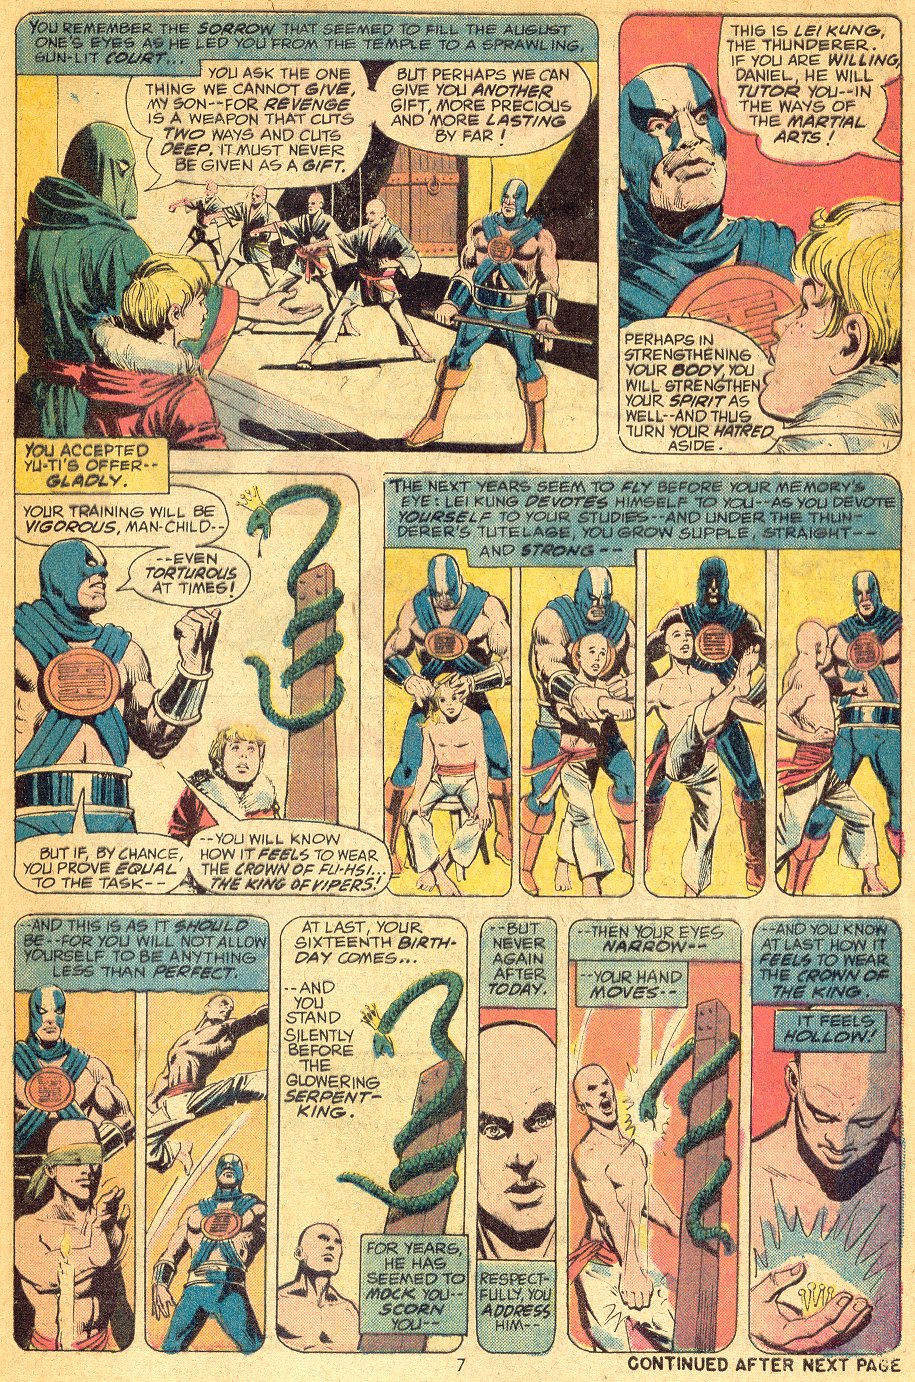 YOU REMEMBER THE SORROW THAT SEEMED TO FILL THE AUGUST
ONE'S EYES AS HE LED YOU FROM THE TEMPLE TO A SPRAWLING,
SUN-LIT COURT...
YOU ASK THE ONE
THING WE CANNOT GIVE,
MY SON--FOR REVENGE
IS A WEAPON THAT CUTS
TWO WAYS AND CUTS
DEEP. IT MUST NEVER
BE GIVEN AS A GIFT.
BUT PERHAPS WE CAN
GIVE YOU ANOTHER
GIFT, MORE PRECIOUS
AND MORE LASTING
BY FAR!
THIS IS LEI KUNG,
THE THUNDERER.
IF YOU ARE WILLING,
DANIEL, HE WILL
TUTOR YOU--IN
THE WAYS OF
THE MARTIAL
ARTS!
PERHAPS IN
STRENGTHENING
YOUR BODY, YOU
WILL STRENGTHEN
YOUR SPIRIT AS
WELL--AND THUS
TURN YOUR HATRED
ASIDE.
YOU ACCEPTED
YU-TI'S OFFER--
GLADLY.
YOUR TRAINING WILL BE
VIGOROUS, MAN-CHILD--
--EVEN
TORTUROUS
AT TIMES!
BUT IF, BY CHANCE,
YOU PROVE EQUAL
TO THE TASK--
--YOU WILL KNOW
HOW IT FEELS TO WEAR
THE CROWN OF FU-HSI...
THE KING OF VIPERS!
THE NEXT YEARS SEEM TO FLY BEFORE YOUR MEMORY'S
EYE: LEI KUNG DEVOTES HIMSELF TO YOU--AS YOU DEVOTE
YOURSELF TO YOUR STUDIES--AND UNDER THE THUN-
DERER'S TUTELAGE, YOU GROW SUPPLE, STRAIGHT--
AND STRONG--
--AND THIS IS AS IT SHOULD
BE--FOR YOU WILL NOT ALLOW
YOURSELF TO BE ANYTHING
LESS THAN PERFECT.
AT LAST, YOUR
SIXTEENTH BIRTH-
DAY COMES...
--AND
YOU
STAND
SILENTLY
BEFORE
THE
GLOWERING
SERPENT-
KING.
FOR YEARS,
HE HAS
SEEMED TO
MOCK YOU--
SCORN
YOU--
--BUT
NEVER
AGAIN
AFTER
TODAY.
RESPECT-
FULLY, YOU
ADDRESS
HIM--
--THEN YOUR EYES
NARROW--
--YOUR HAND
MOVES--
--AND YOU KNOW
AT LAST HOW IT
FEELS TO WEAR
THE CROWN OF
THE KING.
IT FEELS
HOLLOW!
7
CONTINUED AFTER NEXT PAGE